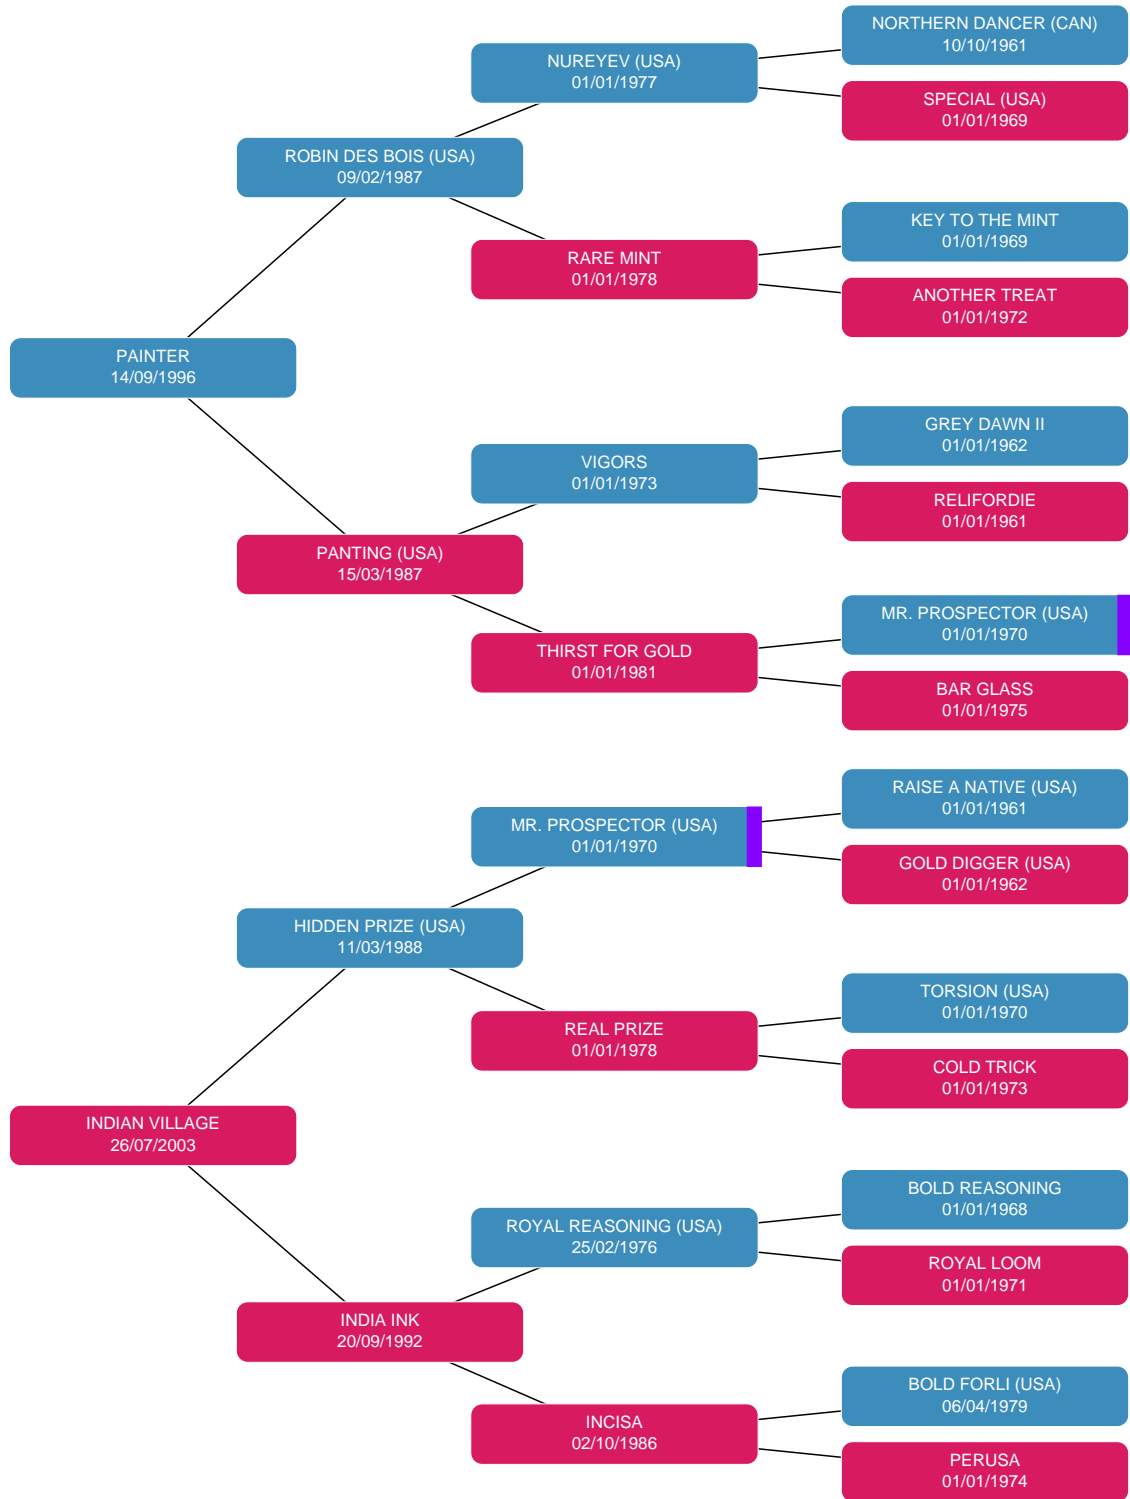 NORTHERN DANCER (CAN)
10/10/1961
NUREYEV (USA)
01/01/1977
SPECIAL (USA)
01/01/1969
ROBIN DES BOIS (USA)
09/02/1987
KEY TO THE MINT
01/01/1969
RARE MINT
01/01/1978
ANOTHER TREAT
01/01/1972
PAINTER
14/09/1996
GREY DAWN II
01/01/1962
VIGORS
01/01/1973
RELIFORDIE
01/01/1961
PANTING (USA)
15/03/1987
MR. PROSPECTOR (USA)
01/01/1970
THIRST FOR GOLD
01/01/1981
BAR GLASS
01/01/1975
RAISE A NATIVE (USA)
01/01/1961
MR. PROSPECTOR (USA)
01/01/1970
GOLD DIGGER (USA)
01/01/1962
HIDDEN PRIZE (USA)
11/03/1988
TORSION (USA)
01/01/1970
REAL PRIZE
01/01/1978
COLD TRICK
01/01/1973
INDIAN VILLAGE
26/07/2003
BOLD REASONING
01/01/1968
ROYAL REASONING (USA)
25/02/1976
ROYAL LOOM
01/01/1971
INDIA INK
20/09/1992
BOLD FORLI (USA)
06/04/1979
INCISA
02/10/1986
PERUSA
01/01/1974